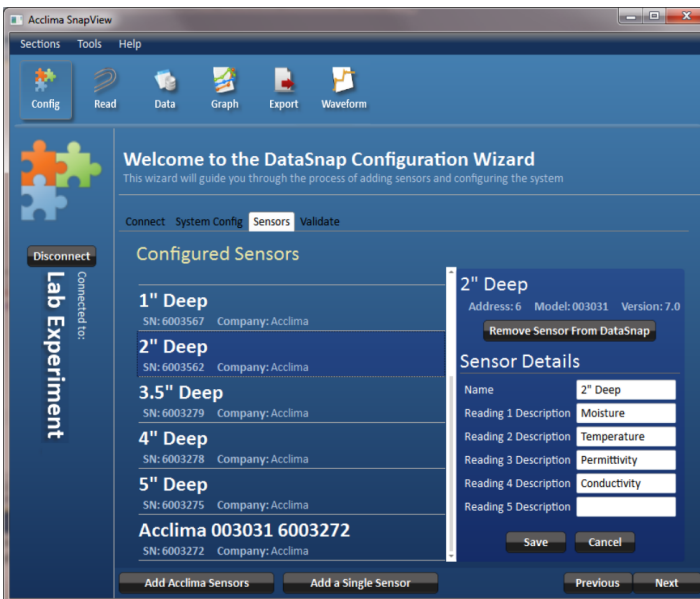 Acclima SnapView
Sections Tools Help
Config Read Data Graph Export Waveform
Welcome to the DataSnap Configuration Wizard
This wizard will guide you through the process of adding sensors and configuring the system
Connect System Config Sensors Validate
Disconnect
Connected to:
Lab Experiment
Configured Sensors
1" Deep
SN: 6003567 Company: Acclima
2" Deep
SN: 6003562 Company: Acclima
3.5" Deep
SN: 6003279 Company: Acclima
4" Deep
SN: 6003278 Company: Acclima
5" Deep
SN: 6003275 Company: Acclima
Acclima 003031 6003272
SN: 6003272 Company: Acclima
2" Deep
Address: 6 Model: 003031 Version: 7.0
Remove Sensor From DataSnap
Sensor Details
Name 2" Deep
Reading 1 Description Moisture
Reading 2 Description Temperature
Reading 3 Description Permittivity
Reading 4 Description Conductivity
Reading 5 Description
Save Cancel
Add Acclima Sensors Add a Single Sensor Previous Next